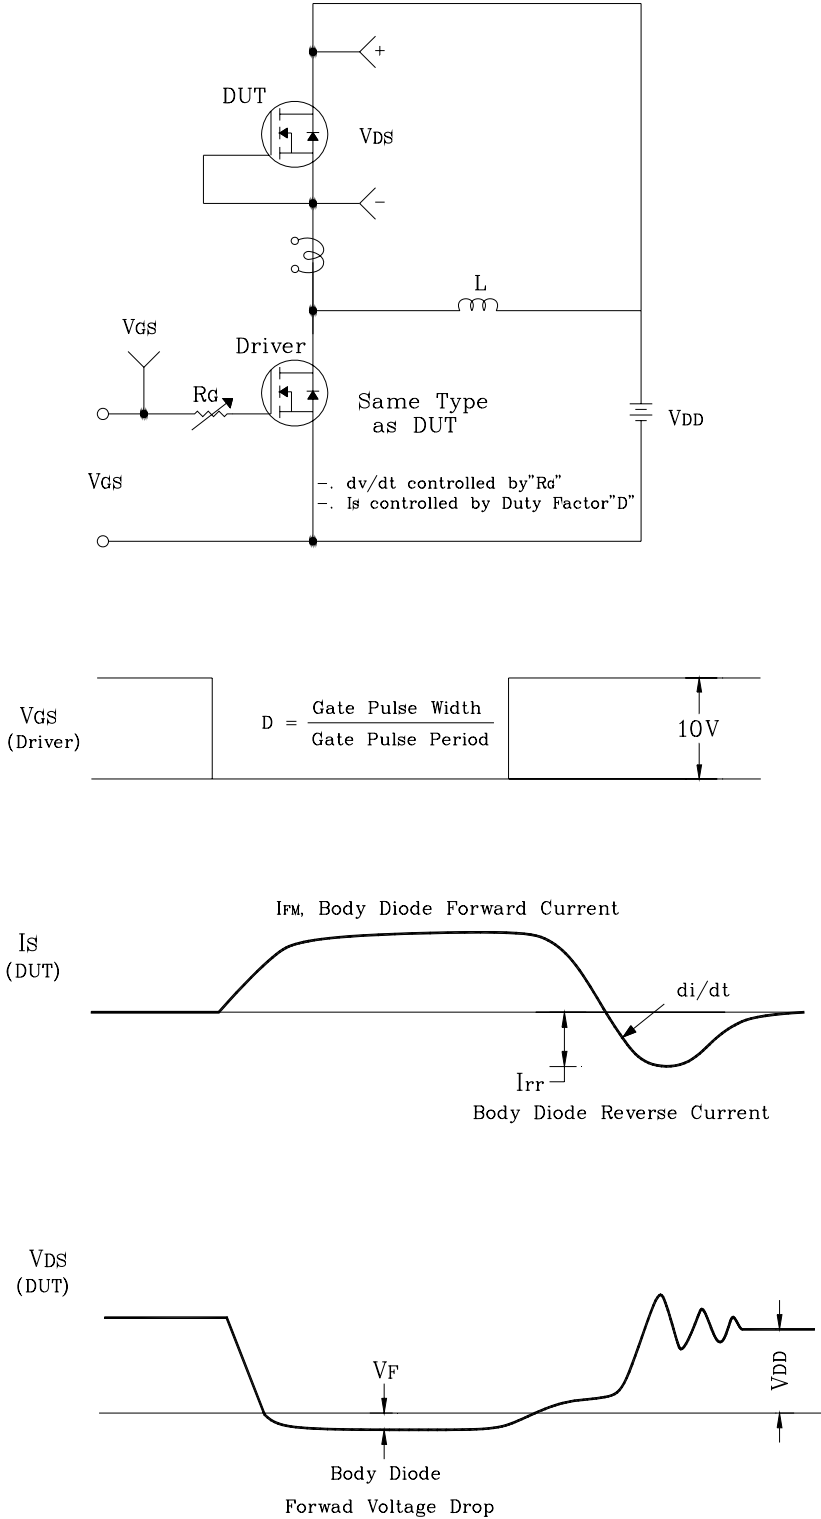 +
DUT
VDS
-
L
VGS
Driver
RG
Same Type
as DUT
VDD
VGS
-. dv/dt controlled by"RG"
-. Is controlled by Duty Factor"D"
VGS
(Driver)
D = Gate Pulse Width
Gate Pulse Period
10V
IFM, Body Diode Forward Current
IS
(DUT)
di/dt
Irr
Body Diode Reverse Current
VDS
(DUT)
VF
VDD
Body Diode
Forwad Voltage Drop